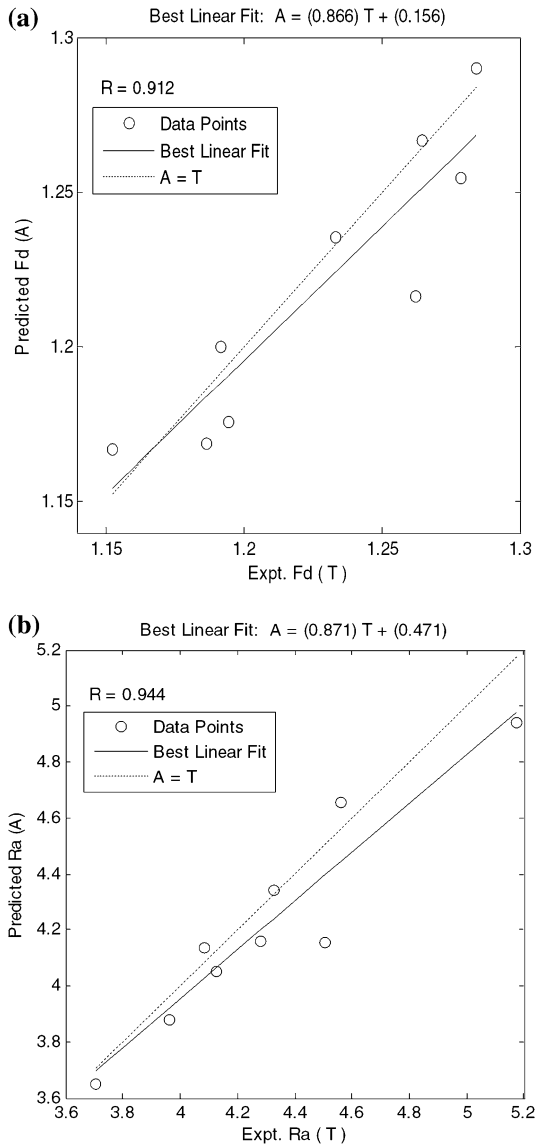 (a)
Best Linear Fit:  A = (0.866) T + (0.156)
1.3
R = 0.912
Data Points
Best Linear Fit
A = T
1.25
Predicted Fd (A)
1.2
1.15
1.15 1.2 1.25 1.3
Expt. Fd ( T )
(b)
Best Linear Fit:  A = (0.871) T + (0.471)
5.2
R = 0.944
5
Data Points
Best Linear Fit
A = T
4.8
4.6
Predicted Ra (A)
4.4
4.2
4
3.8
3.6
3.6 3.8 4 4.2 4.4 4.6 4.8 5 5.2
Expt. Ra ( T )